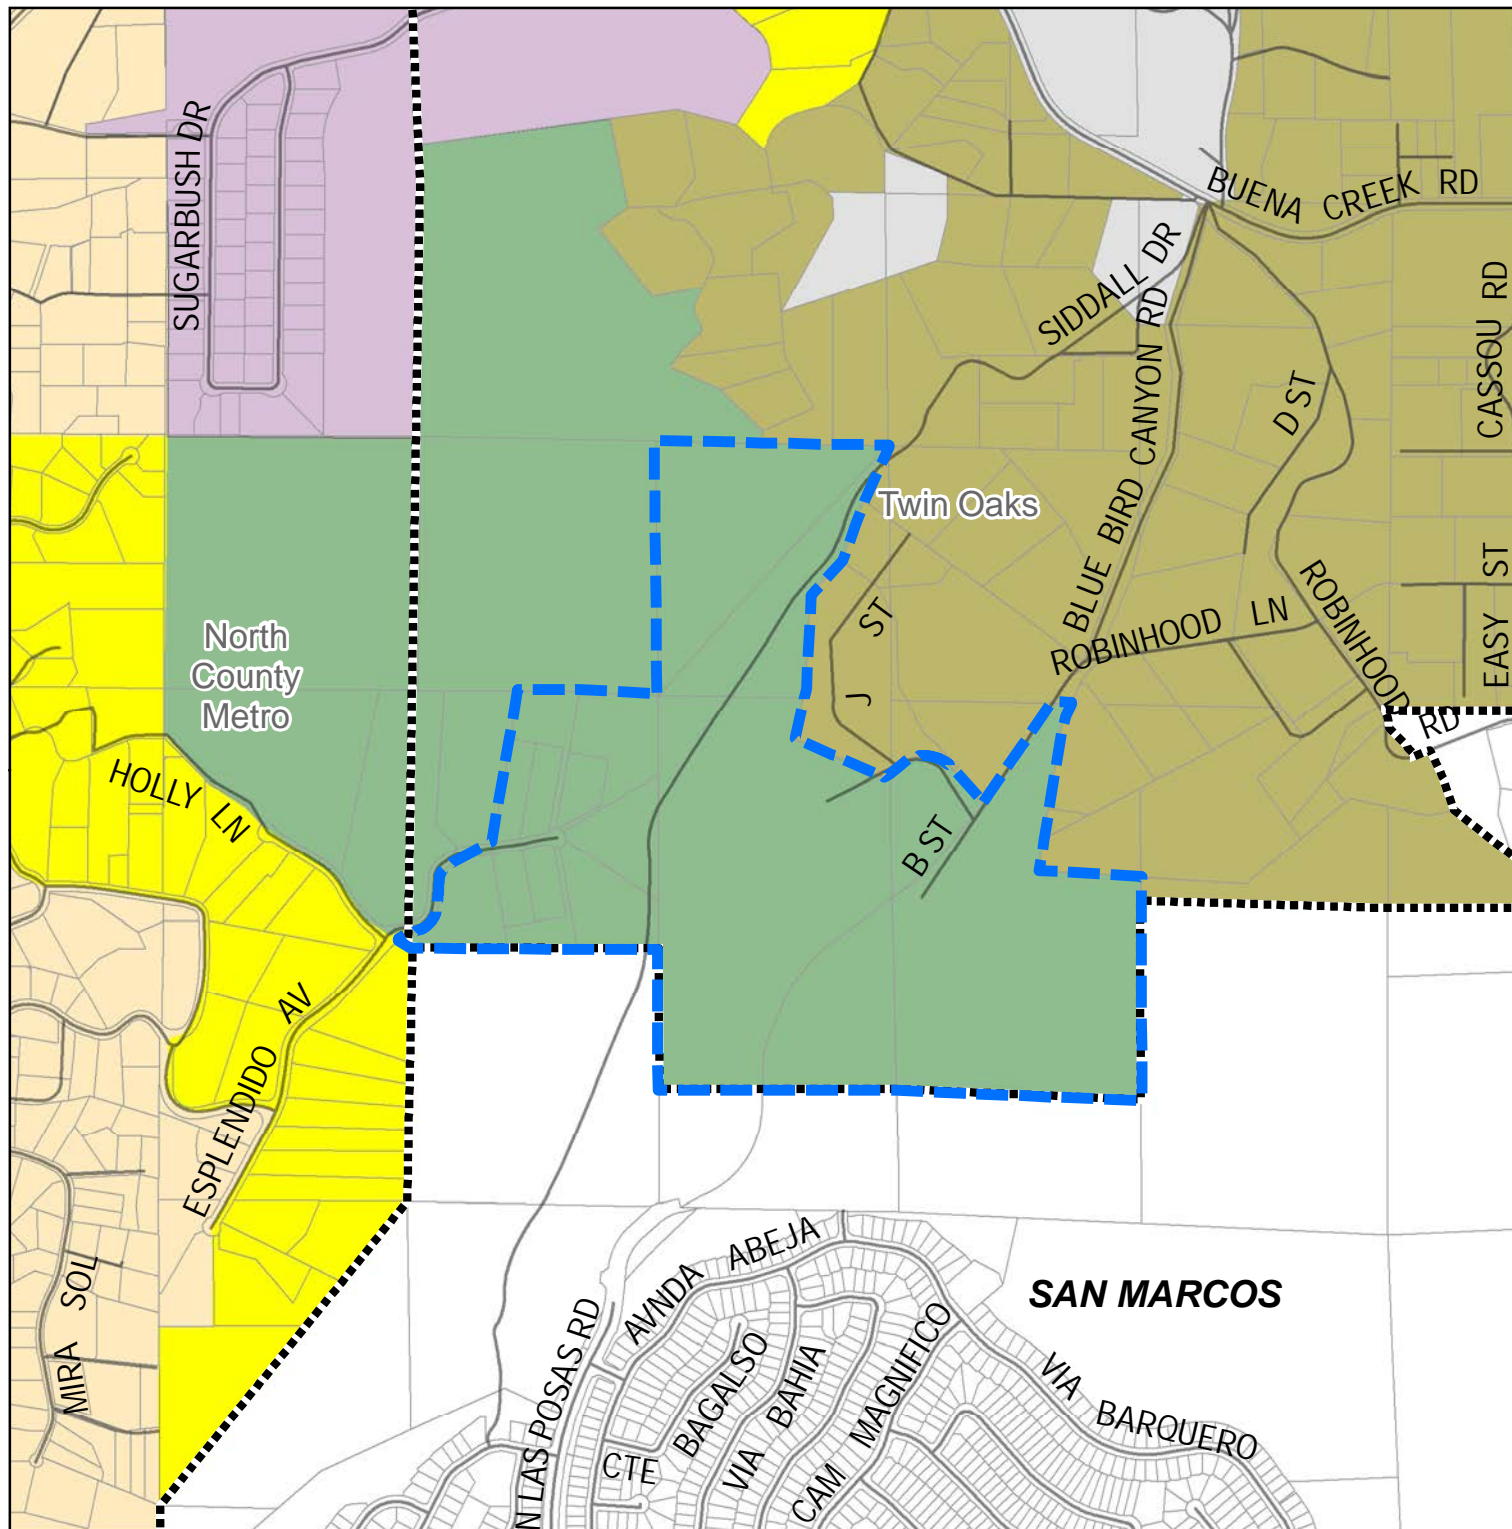 SUGARBUSH DR
BUENA CREEK RD
SIDDALL DR
CASSOU RD
BLUE BIRD CANYON RD
D ST
Twin Oaks
EASY ST
J ST
ROBINHOOD LN
ROBINHOOD RD
North
County
Metro
HOLLY LN
B ST
ESPLENDIDO AV
MIRA SOL
AVNDA ABEJA
SAN MARCOS
N LAS POSAS RD
BAGALSO
CTE
VIA BAHIA
CAM MAGNIFICO
VIA BARQUERO